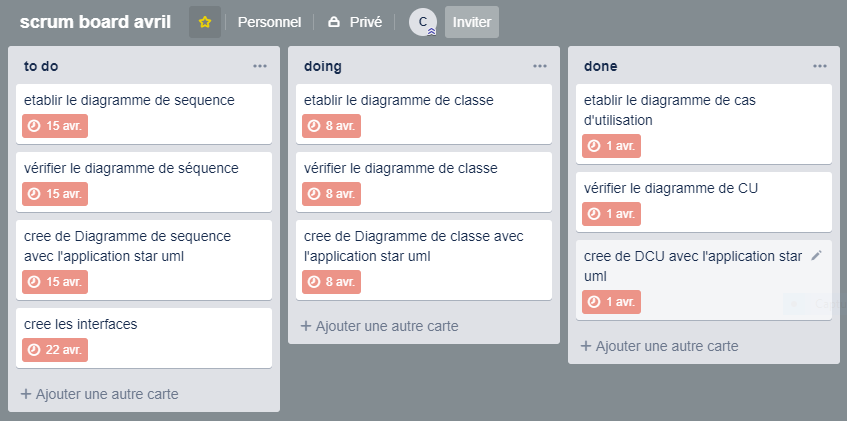 scrum board avril Personnel Privé C Inviter
to do
etablir le diagramme de sequence
15 avr.
vérifier le diagramme de séquence
15 avr.
cree de Diagramme de sequence
avec l'application star uml
15 avr.
cree les interfaces
22 avr.
+ Ajouter une autre carte
doing
etablir le diagramme de classe
8 avr.
vérifier le diagramme de classe
8 avr.
cree de Diagramme de classe avec
l'application star uml
8 avr.
+ Ajouter une autre carte
done
etablir le diagramme de cas
d'utilisation
1 avr.
vérifier le diagramme de CU
1 avr.
cree de DCU avec l'application star
uml
1 avr.
+ Ajouter une autre carte